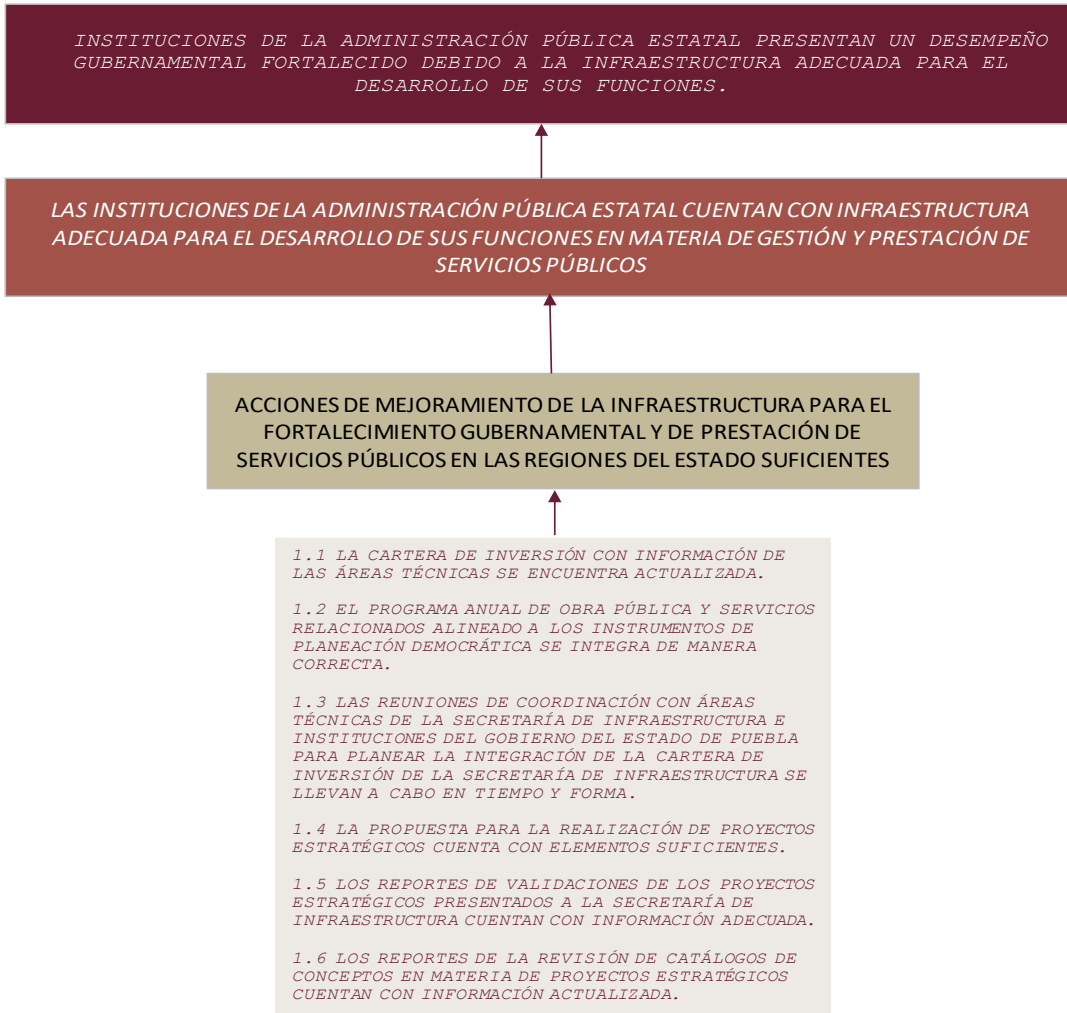 INSTITUCIONES DE LA ADMINISTRACIÓN PÚBLICA ESTATAL PRESENTAN UN DESEMPEÑO
GUBERNAMENTAL FORTALECIDO DEBIDO A LA INFRAESTRUCTURA ADECUADA PARA EL
DESARROLLO DE SUS FUNCIONES.
LAS INSTITUCIONES DE LA ADMINISTRACIÓN PÚBLICA ESTATAL CUENTAN CON INFRAESTRUCTURA
ADECUADA PARA EL DESARROLLO DE SUS FUNCIONES EN MATERIA DE GESTIÓN Y PRESTACIÓN DE
SERVICIOS PÚBLICOS
ACCIONES DE MEJORAMIENTO DE LA INFRAESTRUCTURA PARA EL
FORTALECIMIENTO GUBERNAMENTAL Y DE PRESTACIÓN DE
SERVICIOS PÚBLICOS EN LAS REGIONES DEL ESTADO SUFICIENTES
1.1 LA CARTERA DE INVERSIÓN CON INFORMACIÓN DE
LAS ÁREAS TÉCNICAS SE ENCUENTRA ACTUALIZADA.
1.2 EL PROGRAMA ANUAL DE OBRA PÚBLICA Y SERVICIOS
RELACIONADOS ALINEADO A LOS INSTRUMENTOS DE
PLANEACIÓN DEMOCRÁTICA SE INTEGRA DE MANERA
CORRECTA.
1.3 LAS REUNIONES DE COORDINACIÓN CON ÁREAS
TÉCNICAS DE LA SECRETARÍA DE INFRAESTRUCTURA E
INSTITUCIONES DEL GOBIERNO DEL ESTADO DE PUEBLA
PARA PLANEAR LA INTEGRACIÓN DE LA CARTERA DE
INVERSIÓN DE LA SECRETARÍA DE INFRAESTRUCTURA SE
LLEVAN A CABO EN TIEMPO Y FORMA.
1.4 LA PROPUESTA PARA LA REALIZACIÓN DE PROYECTOS
ESTRATÉGICOS CUENTA CON ELEMENTOS SUFICIENTES.
1.5 LOS REPORTES DE VALIDACIONES DE LOS PROYECTOS
ESTRATÉGICOS PRESENTADOS A LA SECRETARÍA DE
INFRAESTRUCTURA CUENTAN CON INFORMACIÓN ADECUADA.
1.6 LOS REPORTES DE LA REVISIÓN DE CATÁLOGOS DE
CONCEPTOS EN MATERIA DE PROYECTOS ESTRATÉGICOS
CUENTAN CON INFORMACIÓN ACTUALIZADA.